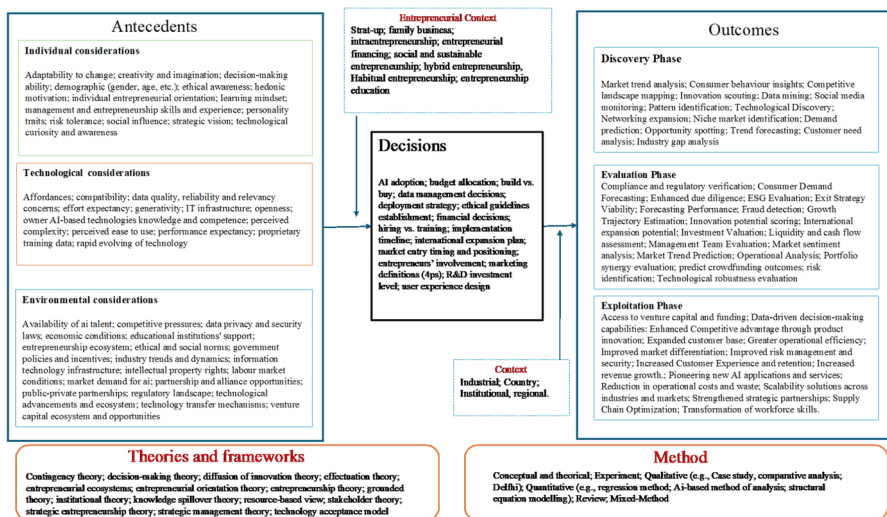 Antecedents
Individual considerations
Adaptability to change; creativity and imagination; decision-making
ability; demographic (gender, age, etc.); ethical awareness; hedonic
motivation; individual entrepreneurial orientation; learning mindset;
management and entrepreneurship skills and experience; personality
traits; risk tolerance; social influence; strategic vision; technological
curiosity and awareness
Technological considerations
Affordances; compatibility; data quality, reliability and relevancy
concerns; effort expectancy; generativity; IT infrastructure; openness;
owner AI-based technologies knowledge and competence; perceived
complexity; perceived ease to use; performance expectancy; proprietary
training data; rapid evolving of technology
Environmental considerations
Availability of ai talent; competitive pressures; data privacy and security
laws; economic conditions; educational institutions' support;
entrepreneurship ecosystem; ethical and social norms; government
policies and incentives; industry trends and dynamics; information
technology infrastructure; intellectual property rights; labour market
conditions; market demand for ai; partnership and alliance opportunities;
public-private partnerships; regulatory landscape; technological
advancements and ecosystem; technology transfer mechanisms; venture
capital ecosystem and opportunities
Entrepreneurial Context
Strat-up; family business;
intraentrepreneurship; entrepreneurial
financing; social and sustainable
entrepreneurship; hybrid entrepreneurship,
Habitual entrepreneurship; entrepreneurship
education
Decisions
AI adoption; budget allocation; build vs.
buy; data management decisions;
deployment strategy; ethical guidelines
establishment; financial decisions;
hiring vs. training; implementation
timeline; international expansion plan;
market entry timing and positioning;
entrepreneurs' involvement; marketing
definitions (4ps); R&D investment
level; user experience design
Context
Industrial; Country;
Institutional, regional.
Outcomes
Discovery Phase
Market trend analysis; Consumer behaviour insights; Competitive
landscape mapping; Innovation scouting; Data mining; Social media
monitoring; Pattern identification; Technological Discovery;
Networking expansion; Niche market identification; Demand
prediction; Opportunity spotting; Trend forecasting; Customer need
analysis; Industry gap analysis
Evaluation Phase
Compliance and regulatory verification; Consumer Demand
Forecasting; Enhanced due diligence; ESG Evaluation; Exit Strategy
Viability; Forecasting Performance; Fraud detection; Growth
Trajectory Estimation; Innovation potential scoring; International
expansion potential; Investment Valuation; Liquidity and cash flow
assessment; Management Team Evaluation; Market sentiment
analysis; Market Trend Prediction; Operational Analysis; Portfolio
synergy evaluation; predict crowdfunding outcomes; risk
identification; Technological robustness evaluation
Exploitation Phase
Access to venture capital and funding; Data-driven decision-making
capabilities: Enhanced Competitive advantage through product
innovation; Expanded customer base; Greater operational efficiency;
Improved market differentiation; Improved risk management and
security; Increased Customer Experience and retention; Increased
revenue growth.; Pioneering new AI applications and services;
Reduction in operational costs and waste; Scalability solutions across
industries and markets; Strengthened strategic partnerships; Supply
Chain Optimization; Transformation of workforce skills.
Theories and frameworks
Contingency theory; decision-making theory; diffusion of innovation theory; effectuation theory;
entrepreneurial ecosystems; entrepreneurial orientation theory; entrepreneurship theory; grounded
theory; institutional theory; knowledge spillover theory; resource-based view; stakeholder theory;
strategic entrepreneurship theory; strategic management theory; technology acceptance model
Method
Conceptual and theorical; Experiment; Qualitative (e.g., Case study, comparative analysis;
Delfhi); Quantitative (e.g., regression method; Ai-based method of analysis; structural
equation modelling); Review; Mixed-Method